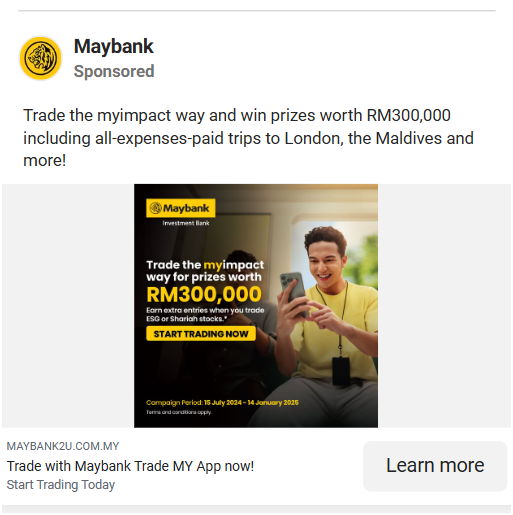 Maybank
Sponsored
Trade the myimpact way and win prizes worth RM300,000
including all-expenses-paid trips to London, the Maldives and
more!
Maybank
Investment Bank
Trade the myimpact
way for prizes worth
RM300,000
Earn extra entries when you trade
ESG or Shariah stocks.*
START TRADING NOW
Campaign Period: 15 July 2024 - 14 January 2025
Terms and conditions apply.
MAYBANK2U.COM.MY
Trade with Maybank Trade MY App now!
Start Trading Today
Learn more